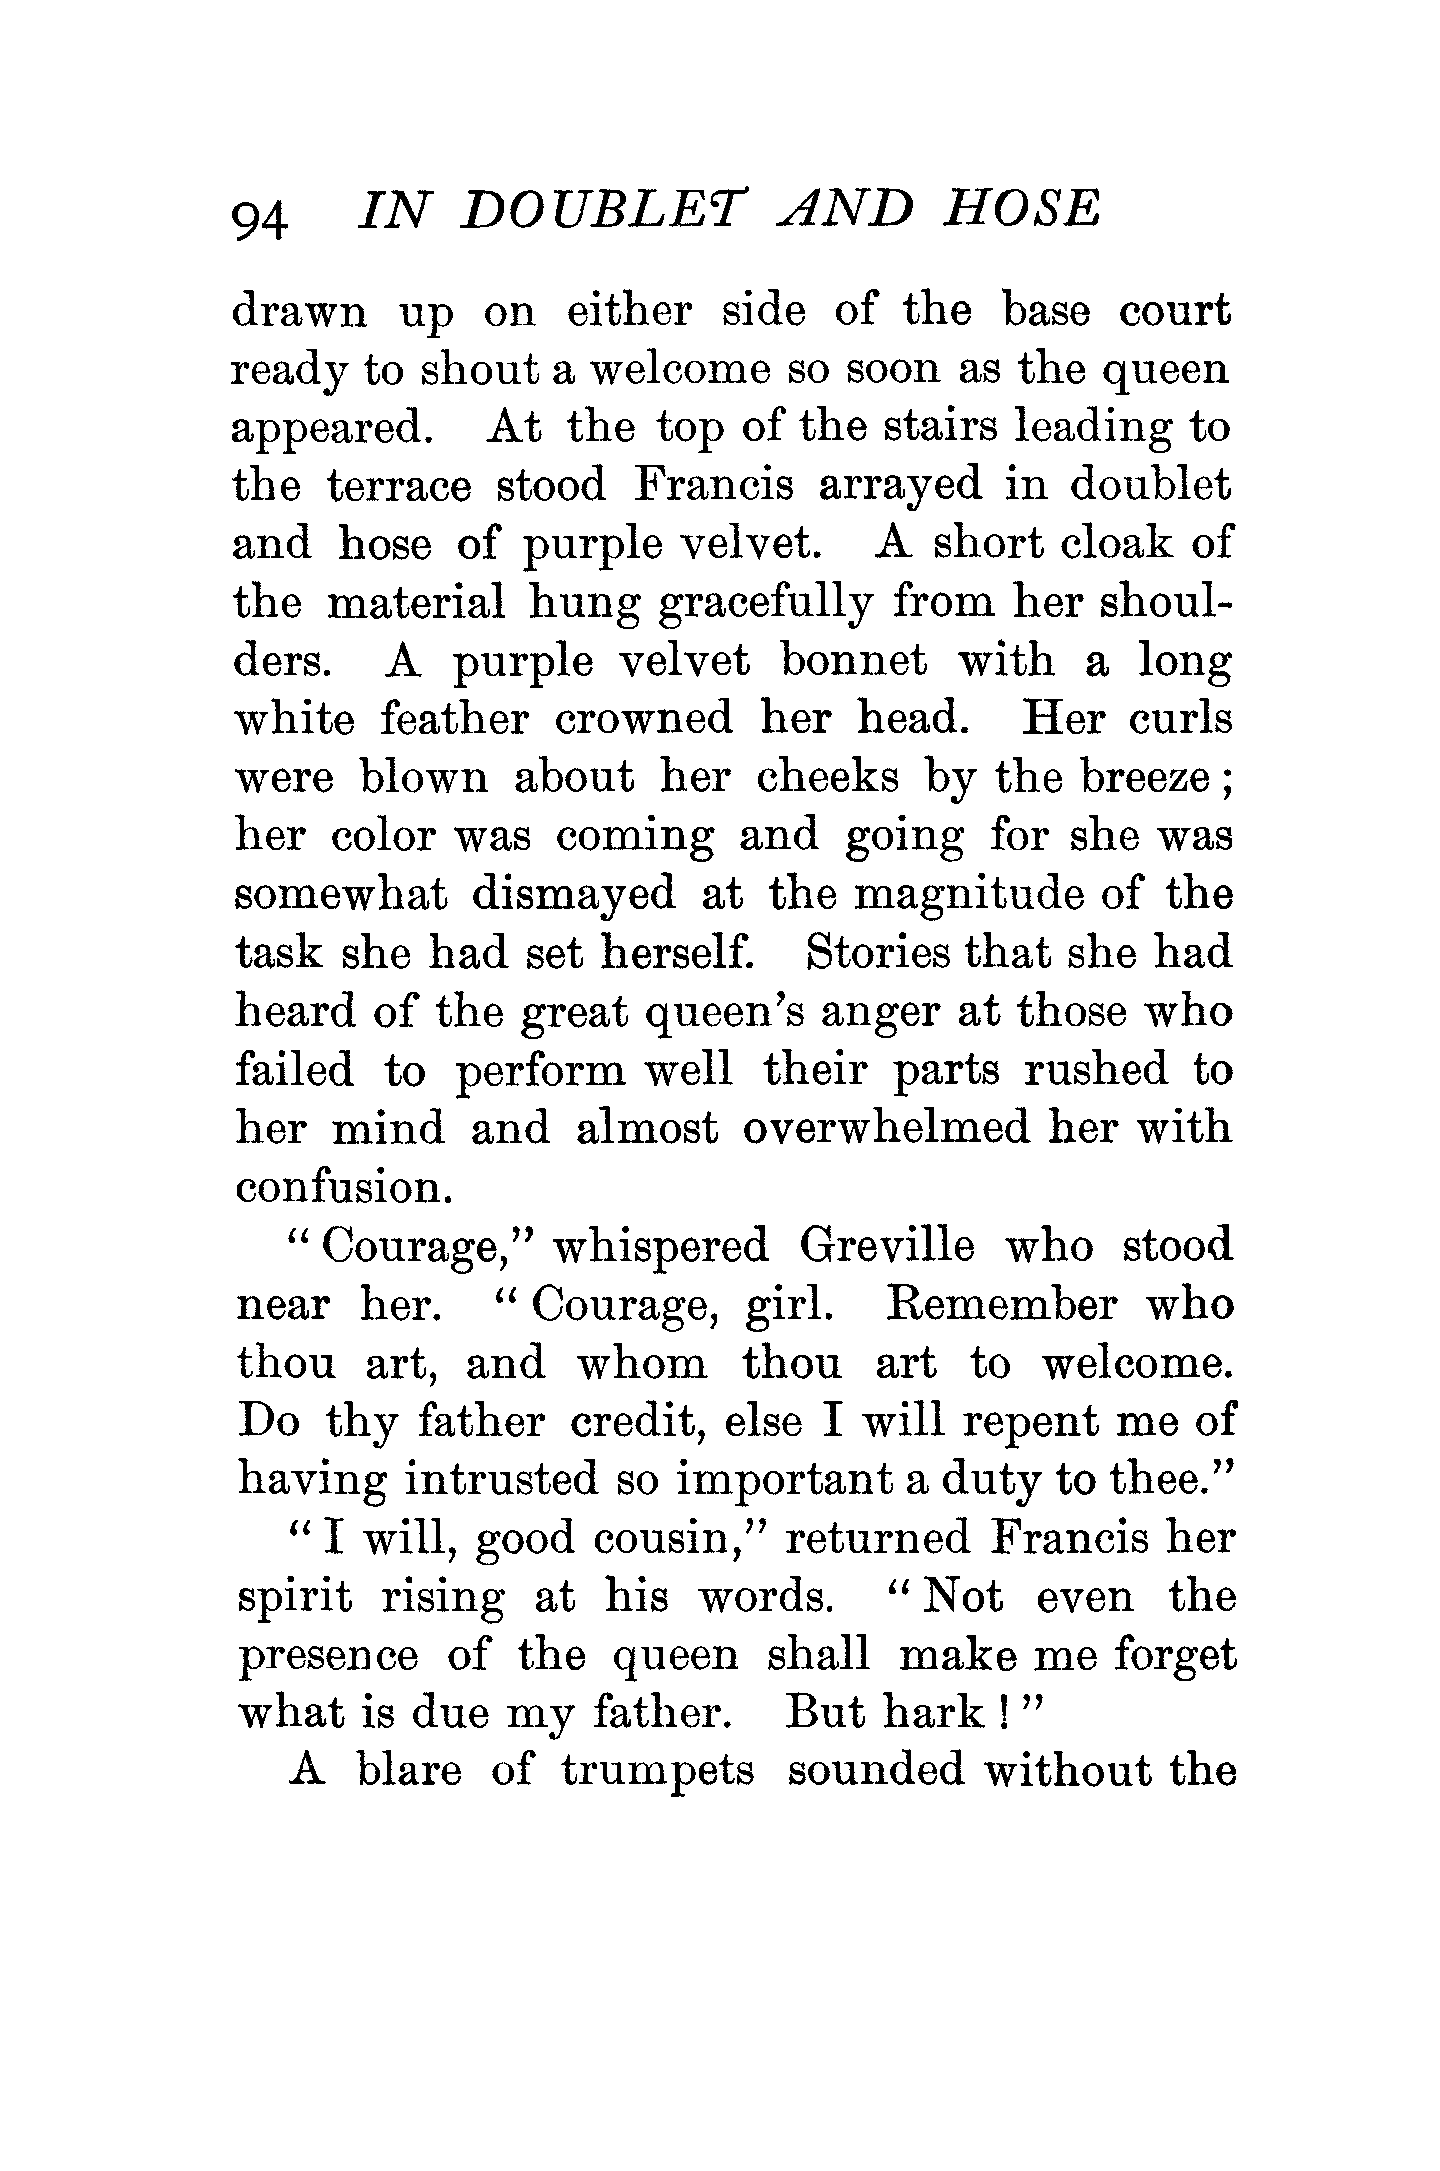 94 IN DOUBLET AND HOSE
drawn up on either side of the base court
ready to shout a welcome so soon as the queen
appeared. At the top of the stairs leading to
the terrace stood Francis arrayed in doublet
and hose of purple velvet. A short cloak of
the material hung gracefully from her shoul-
ders. A purple velvet bonnet with a long
white feather crowned her head. Her curls
were blown about her cheeks by the breeze;
her color was coming and going for she was
somewhat dismayed at the magnitude of the
task she had set herself. Stories that she had
heard of the great queen's anger at those who
failed to perform well their parts rushed to
her mind and almost overwhelmed her with
confusion.
"Courage," whispered Greville who stood
near her. "Courage, girl. Remember who
thou art, and whom thou art to welcome.
Do thy father credit, else I will repent me of
having intrusted so important a duty to thee."
"I will, good cousin," returned Francis her
spirit rising at his words. "Not even the
presence of the queen shall make me forget
what is due my father. But hark!"
A blare of trumpets sounded without the